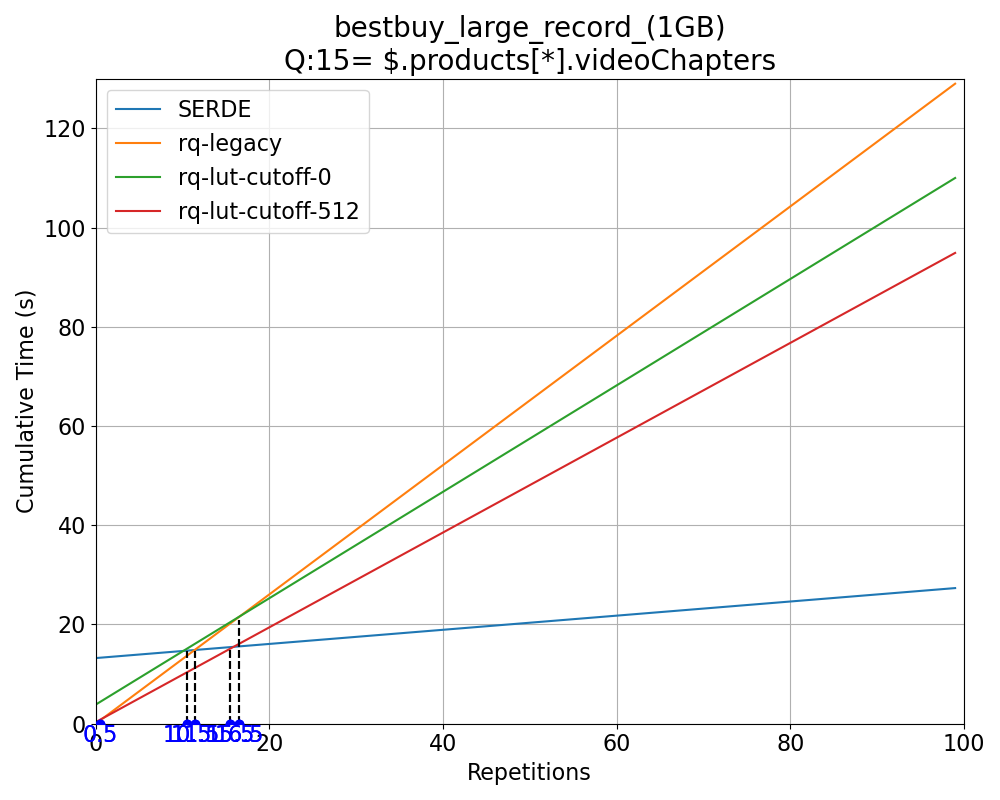 bestbuy_large_record_(1GB)
Q:15= $.products[*].videoChapters
SERDE
rq-legacy
rq-lut-cutoff-0
rq-lut-cutoff-512
Cumulative Time (s)
120
100
80
60
40
20
0
0.5
0
20
40
60
80
100
Repetitions